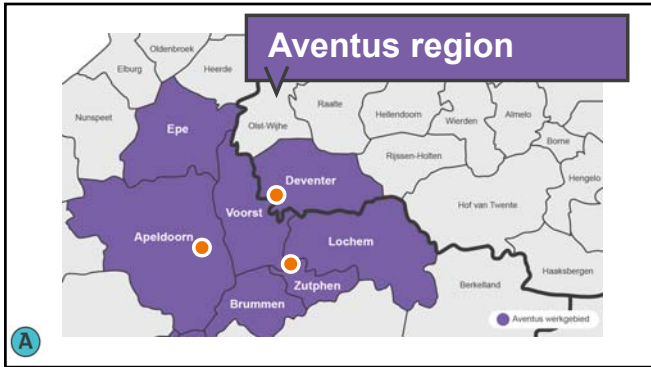 Aventus region
Oldenbroek
Elburg
Heerde
Nunspeet
Epe
Olst-Wijhe
Raalte
Hellendoorn
Wierden
Almelo
Borne
Rijssen-Holten
Hengelo
Deventer
Voorst
Hof van Twente
Apeldoorn
Lochem
Haaksbergen
Zutphen
Berkelland
Brummen
Aventus werkgebied
A